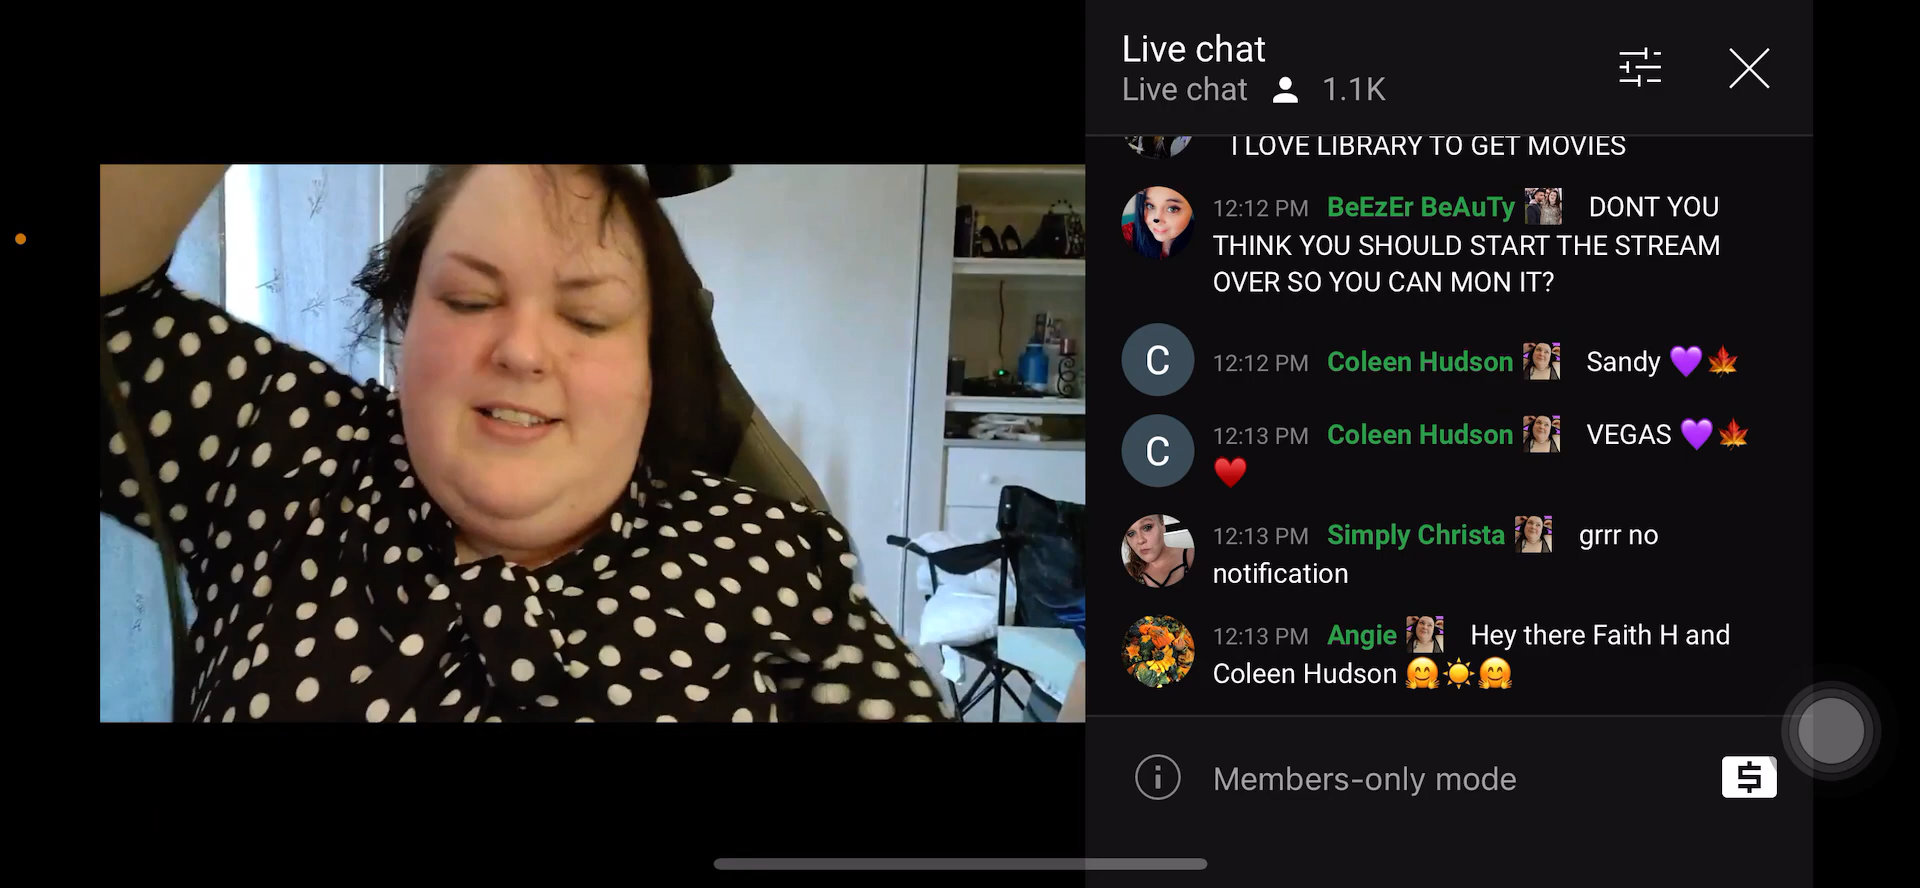 Live chat
Live chat 1.1K
I LOVE LIBRARY TO GET MOVIES
12:12 PM BeEzEr BeAuTy DONT YOU
THINK YOU SHOULD START THE STREAM
OVER SO YOU CAN MON IT?
C 12:12 PM Coleen Hudson Sandy 💜🍁
C 12:13 PM Coleen Hudson VEGAS 💜🍁
♥️
12:13 PM Simply Christa grrr no
notification
12:13 PM Angie Hey there Faith H and
Coleen Hudson 🤗☀️🤗
Members-only mode